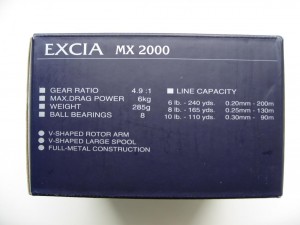 EXCIA MX 2000
GEAR RATIO 4.9 :1
MAX.DRAG POWER 6kg
WEIGHT 285g
BALL BEARINGS 8
LINE CAPACITY
6 lb. - 240 yds. 0.20mm - 200m
8 lb. - 165 yds. 0.25mm - 130m
10 lb. - 110 yds. 0.30mm - 90m
V-SHAPED ROTOR ARM
V-SHAPED LARGE SPOOL
FULL-METAL CONSTRUCTION